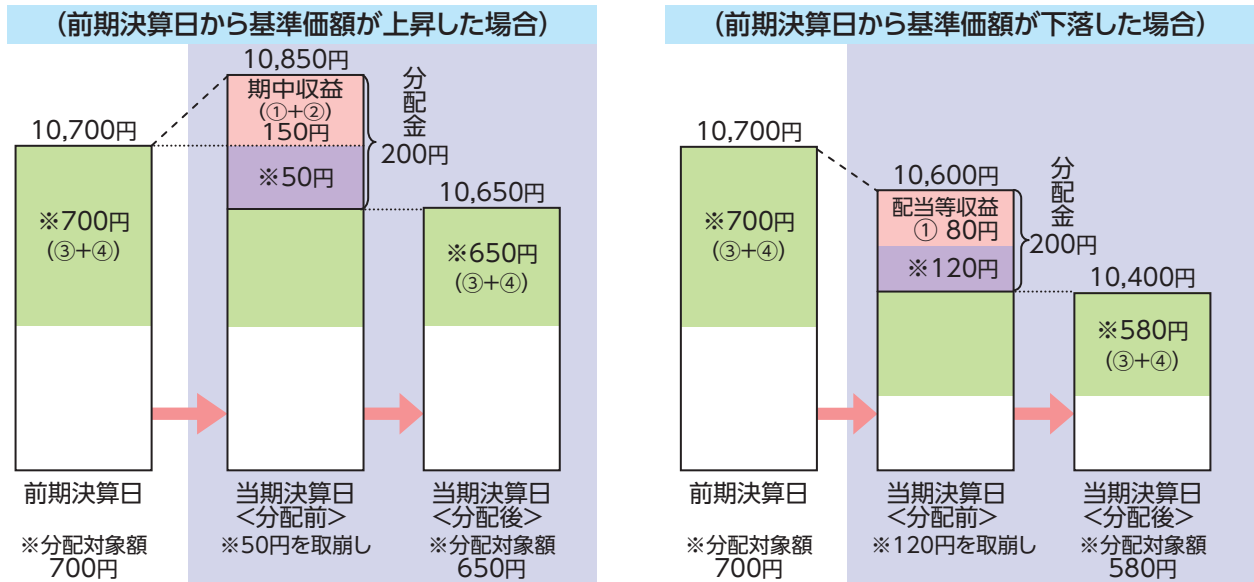 (前期決算日から基準価額が上昇した場合)
10,850円
期中収益
(①+②)
150円
※50円
分配金
200円
10,700円
※700円
(③+④)
10,650円
※650円
(③+④)
前期決算日
※分配対象額
700円
当期決算日
<分配前>
※50円を取崩し
当期決算日
<分配後>
※分配対象額
650円
(前期決算日から基準価額が下落した場合)
10,700円
※700円
(③+④)
10,600円
配当等収益
① 80円
※120円
分配金
200円
10,400円
※580円
(③+④)
前期決算日
※分配対象額
700円
当期決算日
<分配前>
※120円を取崩し
当期決算日
<分配後>
※分配対象額
580円